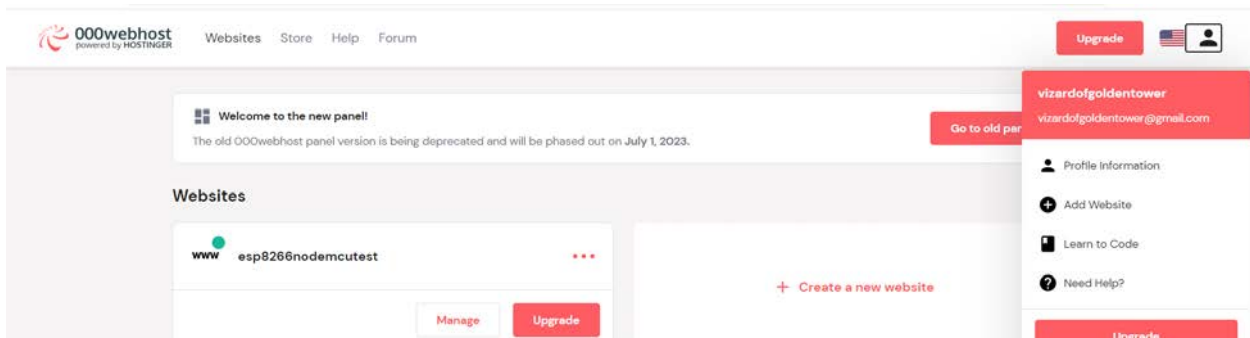 000webhost
powered by HOSTINGER
Websites Store Help Forum
Upgrade
vizardofgoldentower
vizardofgoldentower@gmail.com
Welcome to the new panel!
The old 000webhost panel version is being deprecated and will be phased out on July 1, 2023.
Go to old
Profile Information
Add Website
Learn to Code
Need Help?
Upgrade
Websites
www esp8266nodemcutest
Manage Upgrade
+ Create a new website